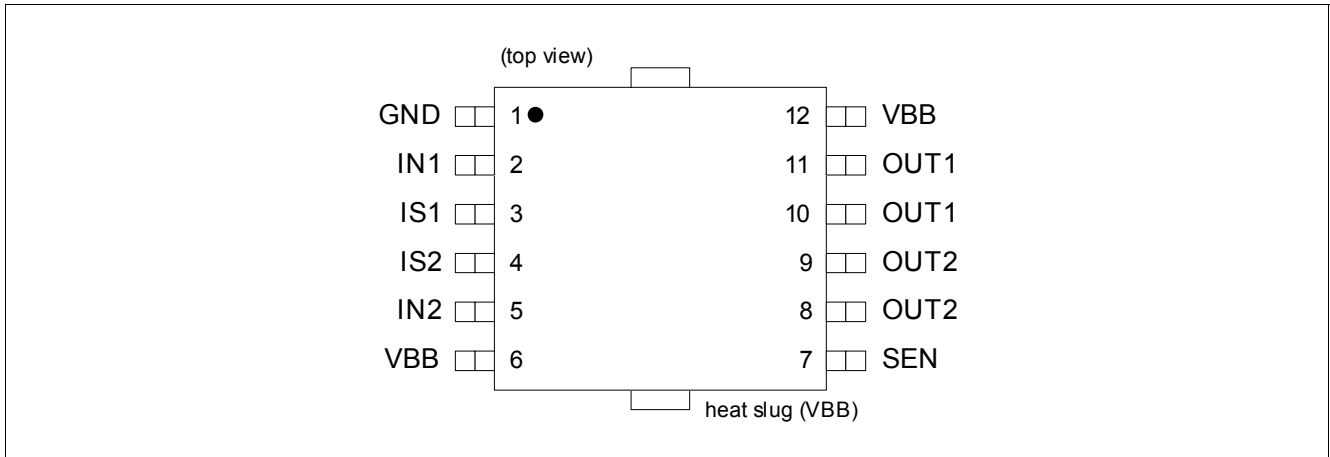 (top view)
GND 1 12 VBB
IN1 2 11 OUT1
IS1 3 10 OUT1
IS2 4 9 OUT2
IN2 5 8 OUT2
VBB 6 7 SEN
heat slug (VBB)